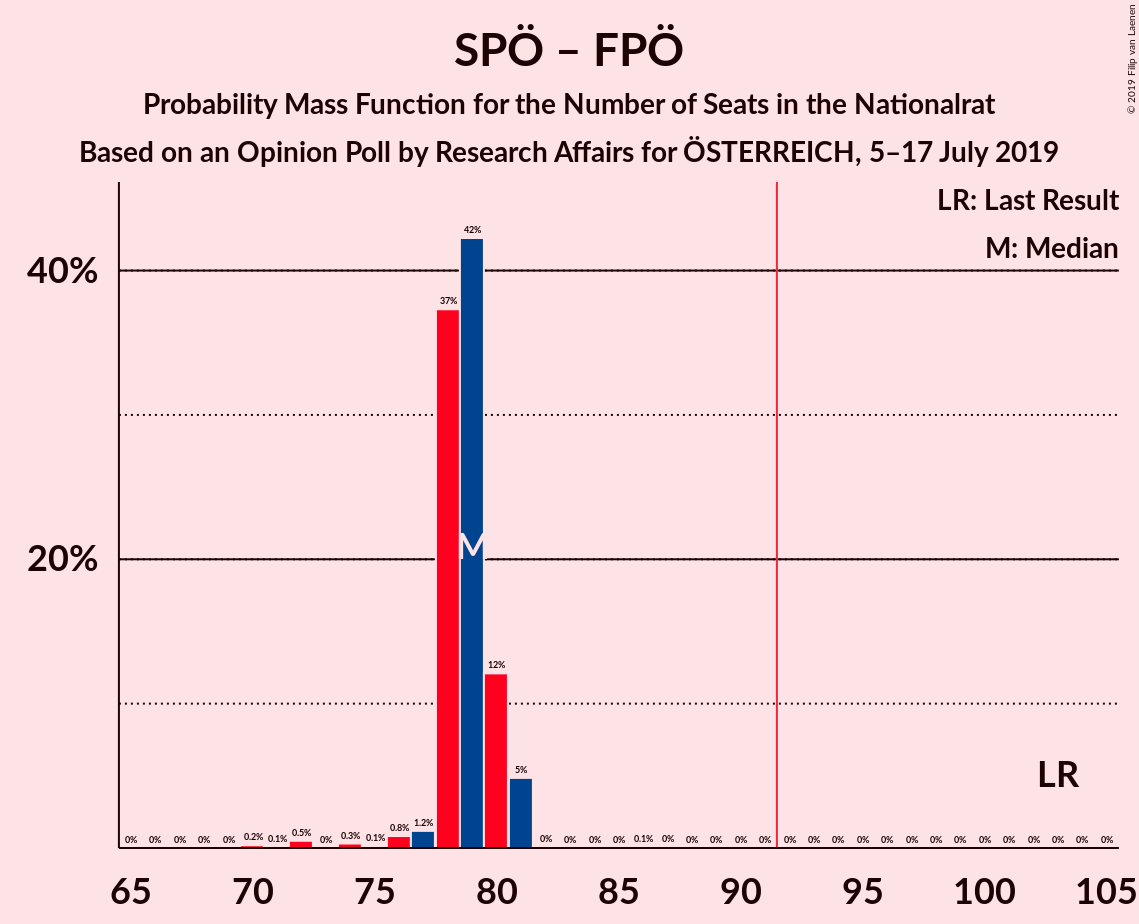 SPÖ – FPÖ
Probability Mass Function for the Number of Seats in the Nationalrat
Based on an Opinion Poll by Research Affairs for ÖSTERREICH, 5–17 July 2019
© 2019 Filip van Laenen
LR: Last Result
M: Median
40%
20%
0% 0% 0% 0% 0% 0.2% 0.1% 0.5% 0% 0.3% 0.1% 0.8% 1.2% 37% 42% 12% 5% 0% 0% 0% 0% 0.1% 0% 0% 0% 0% 0% 0% 0% 0% 0% 0% 0% 0% 0% 0% 0% 0% 0% 0% 0%
M
LR
65 70 75 80 85 90 95 100 105